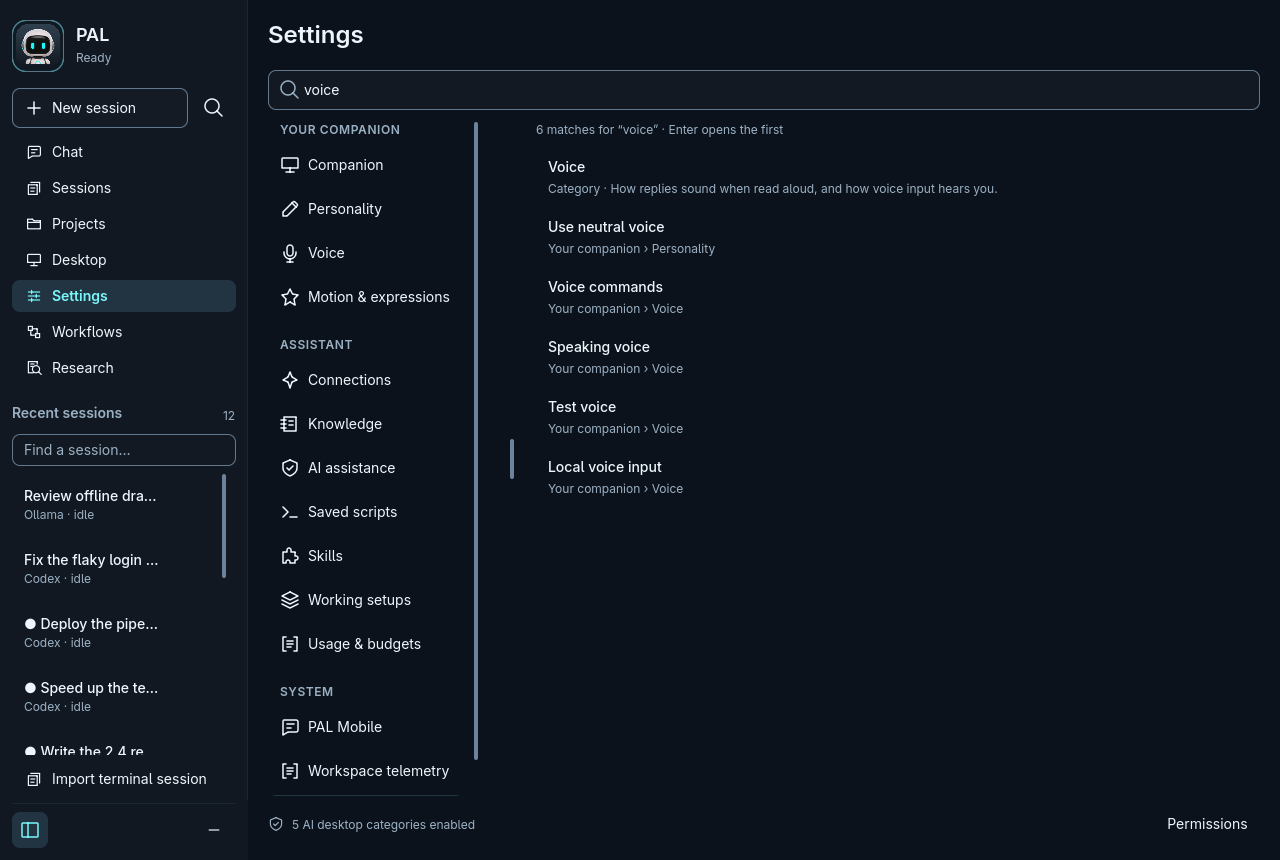 PAL
Ready
New session
Chat
Sessions
Projects
Desktop
Settings
Workflows
Research
Recent sessions
12
Find a session...
Review offline dra...
Ollama · idle
Fix the flaky login ...
Codex · idle
Deploy the pipe...
Codex · idle
Speed up the te...
Codex · idle
Write the 2.4 re
Import terminal session
Settings
voice
YOUR COMPANION
Companion
Personality
Voice
Motion & expressions
ASSISTANT
Connections
Knowledge
AI assistance
Saved scripts
Skills
Working setups
Usage & budgets
SYSTEM
PAL Mobile
Workspace telemetry
6 matches for “voice” · Enter opens the first
Voice
Category · How replies sound when read aloud, and how voice input hears you.
Use neutral voice
Your companion › Personality
Voice commands
Your companion › Voice
Speaking voice
Your companion › Voice
Test voice
Your companion › Voice
Local voice input
Your companion › Voice
5 AI desktop categories enabled
Permissions